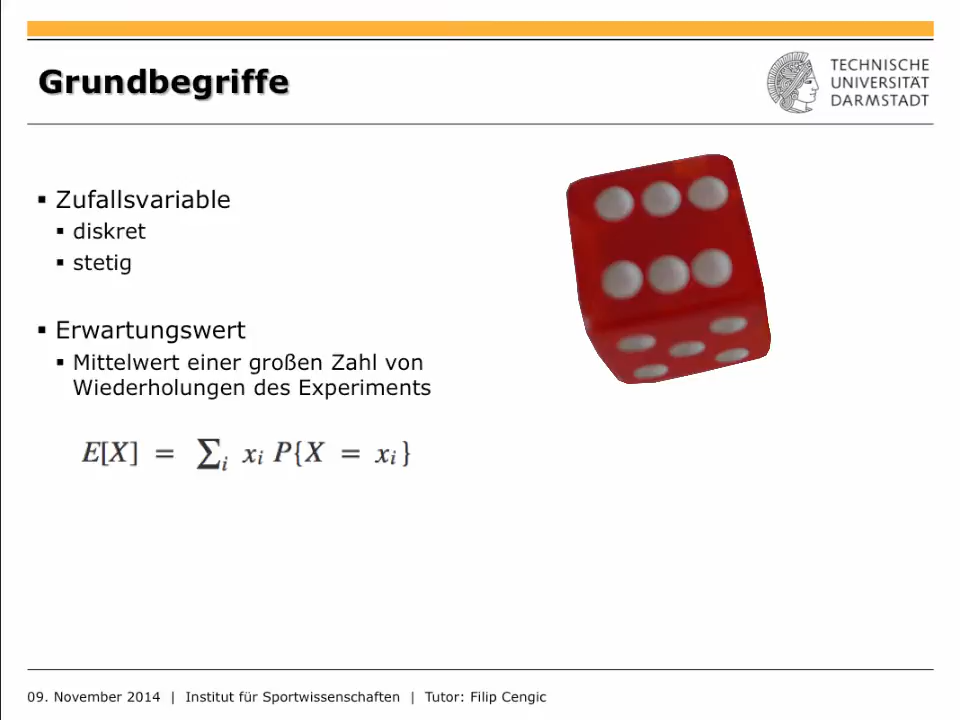 Grundbegriffe
TECHNISCHE
UNIVERSITÄT
DARMSTADT
▪ Zufallsvariable
▪ diskret
▪ stetig
▪ Erwartungswert
▪ Mittelwert einer großen Zahl von
Wiederholungen des Experiments
E[X] = ∑i xi P{X = xi}
09. November 2014 | Institut für Sportwissenschaften | Tutor: Filip Cengic